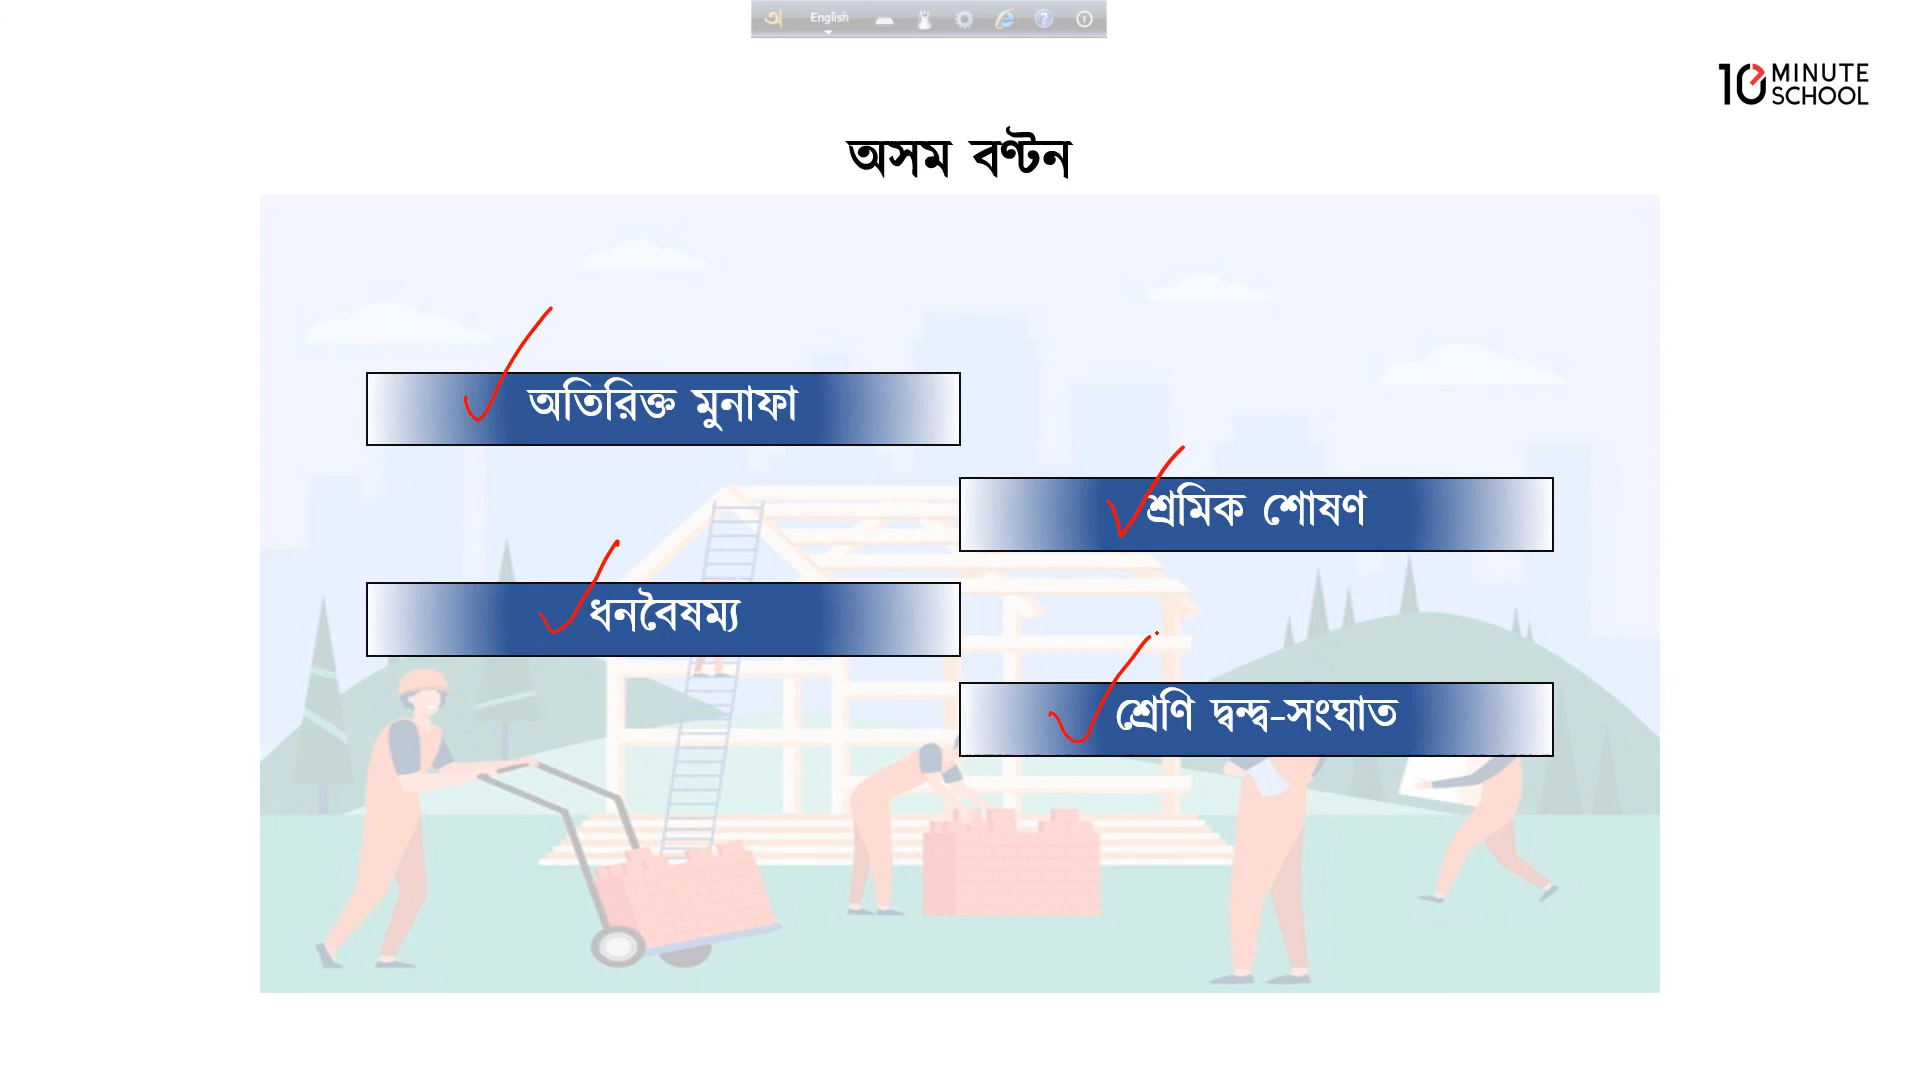 English
10 MINUTE SCHOOL
অসম বণ্টন
অতিরিক্ত মুনাফা
শ্রমিক শোষণ
ধনবৈষম্য
শ্রেণি দ্বন্দ্ব-সংঘাত